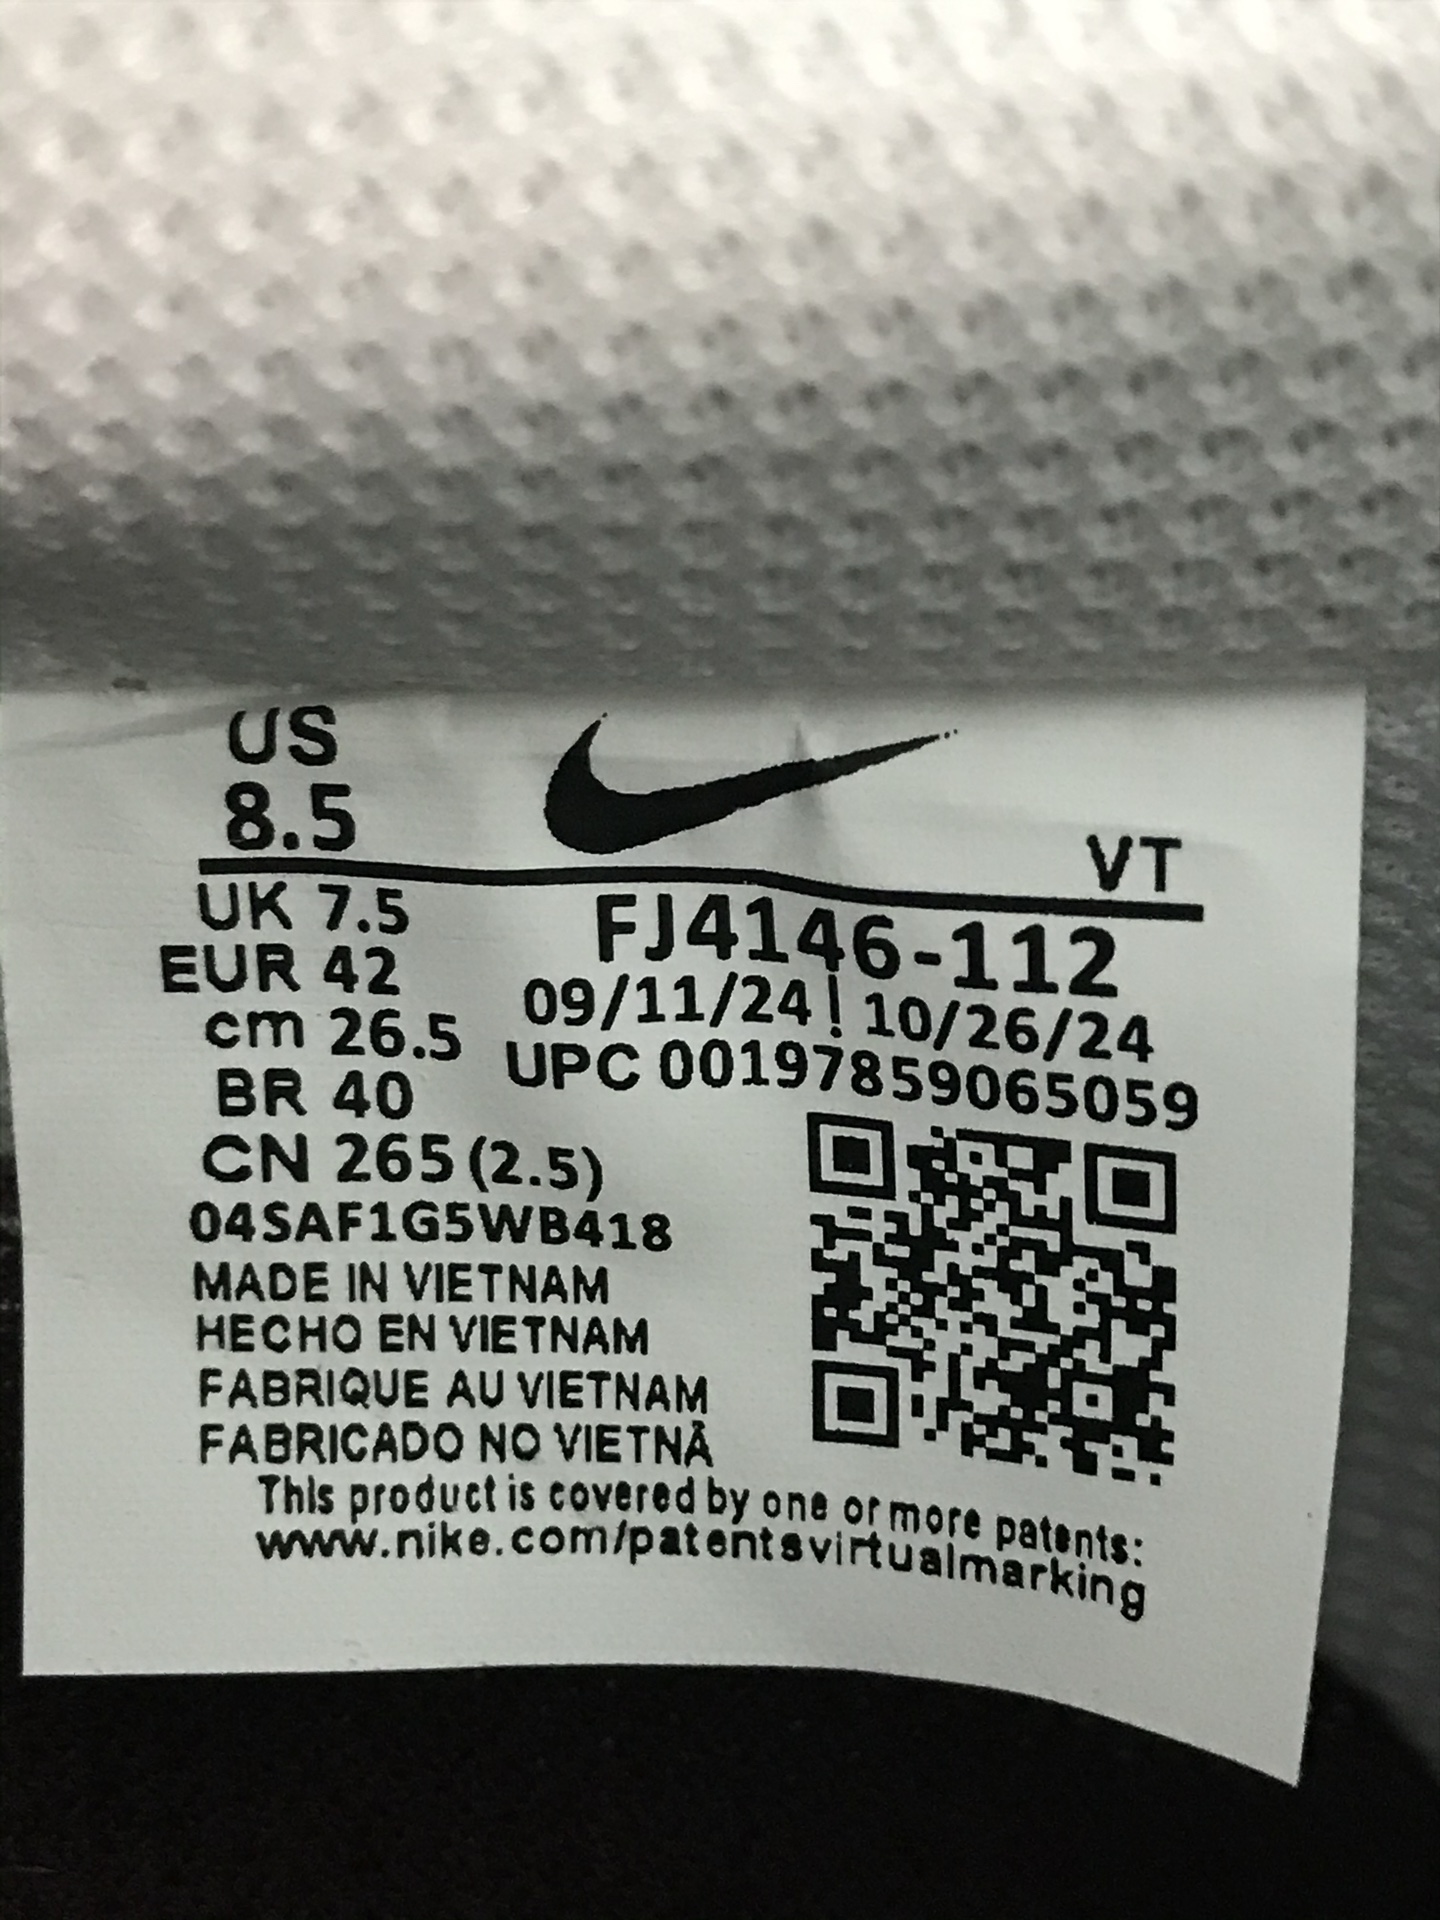 US
8.5
VT
UK 7.5
EUR 42
cm 26.5
BR 40
CN 265 (2.5)
FJ4146-112
09/11/24 ! 10/26/24
UPC 00197859065059
04SAF1G5WB418
MADE IN VIETNAM
HECHO EN VIETNAM
FABRIQUE AU VIETNAM
FABRICADO NO VIETNÃ
This product is covered by one or more patents:
www.nike.com/patentsvirtualmarking